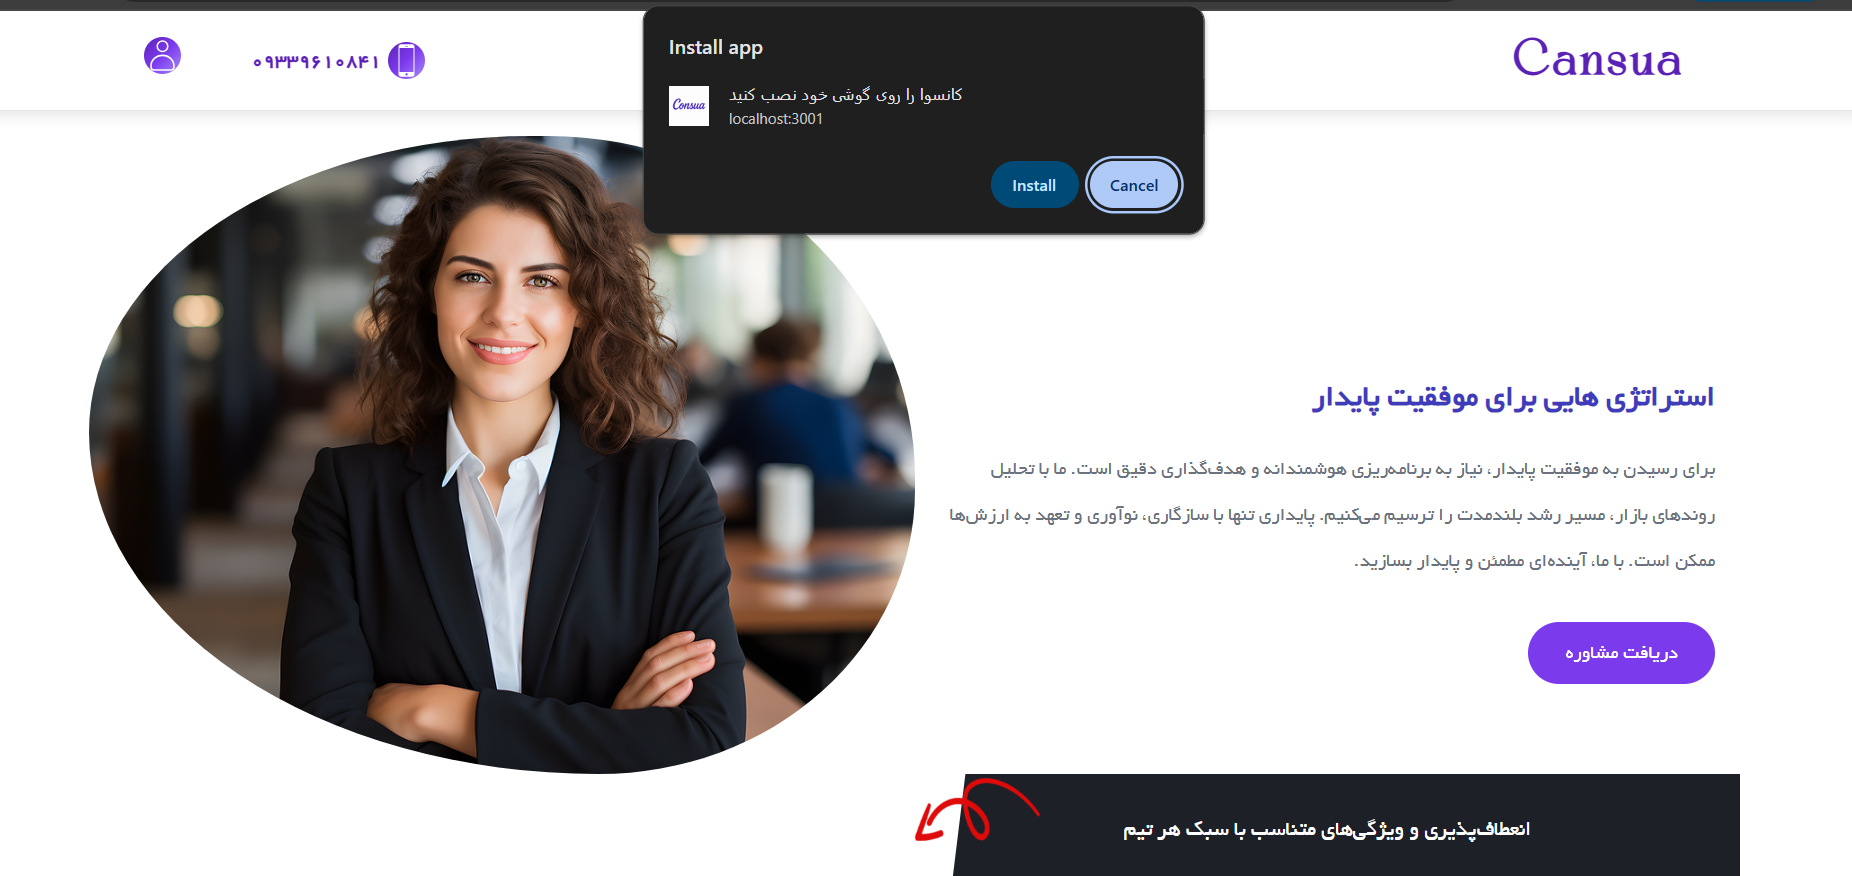 Install app
Consua
کانسوا را روی گوشی خود نصب کنید
localhost:3001
Install
Cancel
Cansua
۰۹۳۳۹۶۱۰۸۴۱
استراتژی هایی برای موفقیت پایدار
برای رسیدن به موفقیت پایدار، نیاز به برنامه‌ریزی هوشمندانه و هدف‌گذاری دقیق است. ما با تحلیل
روندهای بازار، مسیر رشد بلندمدت را ترسیم می‌کنیم. پایداری تنها با سازگاری، نوآوری و تعهد به ارزش‌ها
ممکن است. با ما، آینده‌ای مطمئن و پایدار بسازید.
دریافت مشاوره
انعطاف‌پذیری و ویژگی‌های متناسب با سبک هر تیم